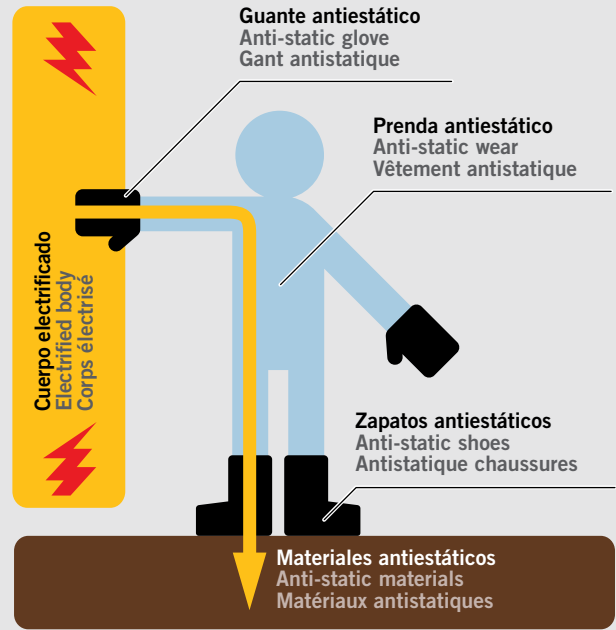 Guante antiestático
Anti-static glove
Gant antistatique
Prenda antiestático
Anti-static wear
Vêtement antistatique
Cuerpo electrificado
Electrified body
Corps électrisé
Zapatos antiestáticos
Anti-static shoes
Antistatique chaussures
Materiales antiestáticos
Anti-static materials
Matériaux antistatiques